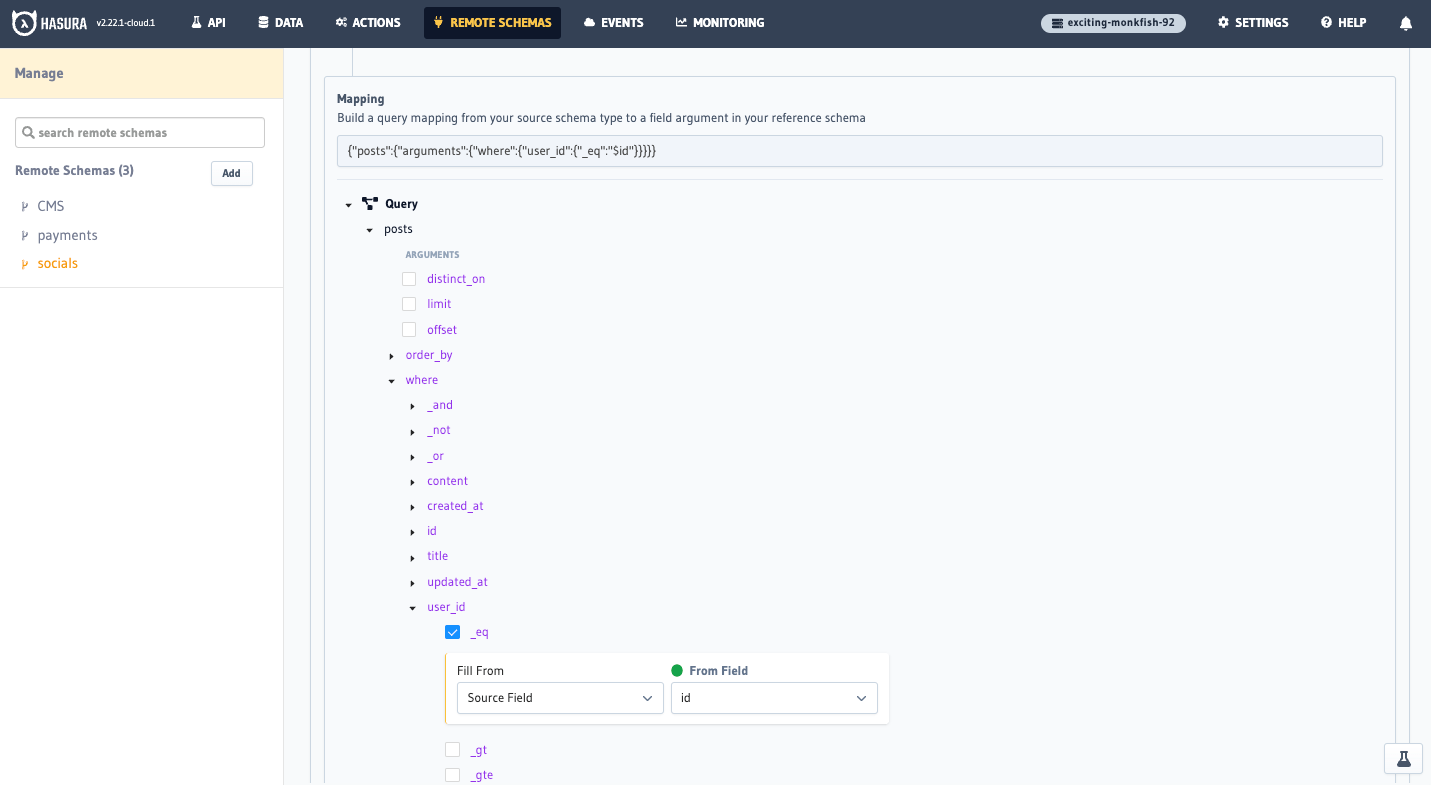 HASURA v2.22.1-cloud.1 API DATA ACTIONS REMOTE SCHEMAS EVENTS MONITORING exciting-monkfish-92 SETTINGS HELP
Manage
search remote schemas
Remote Schemas (3) Add
CMS
payments
socials
Mapping
Build a query mapping from your source schema type to a field argument in your reference schema
{"posts":{"arguments":{"where":{"user_id":{"_eq":"$id"}}}}}
Query
posts
ARGUMENTS
distinct_on
limit
offset
order_by
where
_and
_not
_or
content
created_at
id
title
updated_at
user_id
_eq
Fill From From Field
Source Field id
_gt
_gte